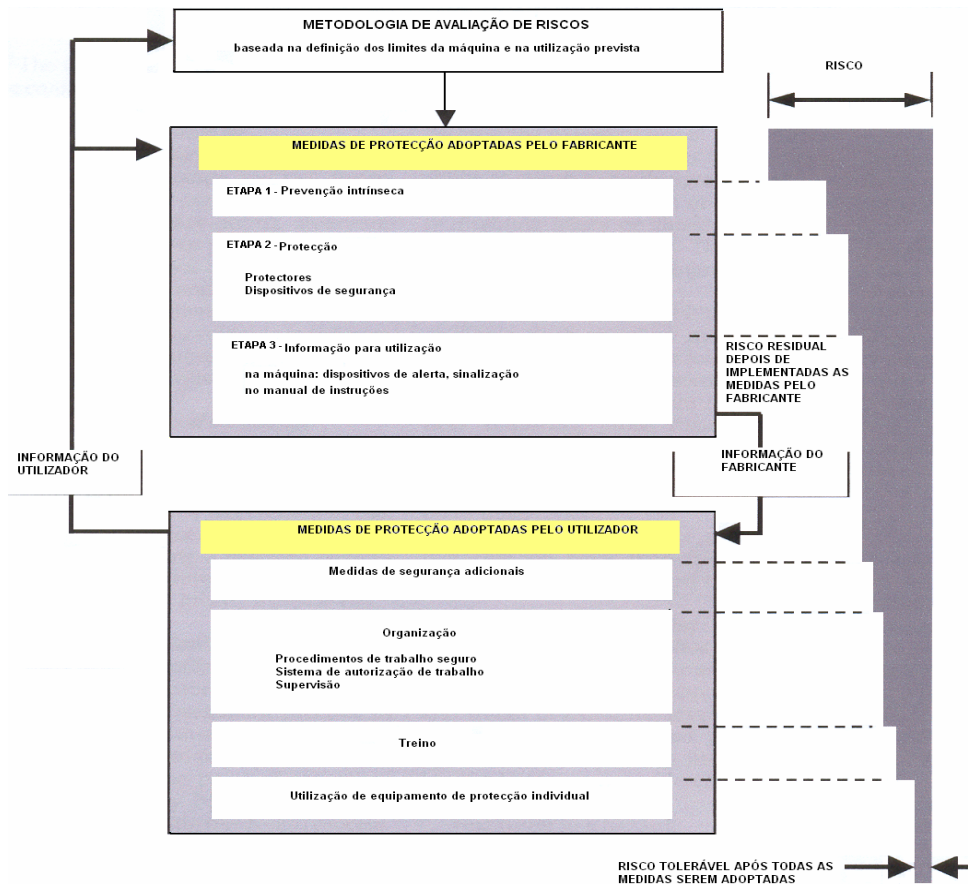 METODOLOGIA DE AVALIAÇÃO DE RISCOS
baseada na definição dos limites da máquina e na utilização prevista
RISCO
MEDIDAS DE PROTECÇÃO ADOPTADAS PELO FABRICANTE
ETAPA 1 - Prevenção intrínseca
ETAPA 2 - Protecção
Protectores
Dispositivos de segurança
ETAPA 3 - Informação para utilização
na máquina: dispositivos de alerta, sinalização
no manual de instruções
RISCO RESIDUAL
DEPOIS DE
IMPLEMENTADAS AS
MEDIDAS PELO
FABRICANTE
INFORMAÇÃO DO
UTILIZADOR
INFORMAÇÃO DO
FABRICANTE
MEDIDAS DE PROTECÇÃO ADOPTADAS PELO UTILIZADOR
Medidas de segurança adicionais
Organização
Procedimentos de trabalho seguro
Sistema de autorização de trabalho
Supervisão
Treino
Utilização de equipamento de protecção individual
RISCO TOLERÁVEL APÓS TODAS AS
MEDIDAS SEREM ADOPTADAS